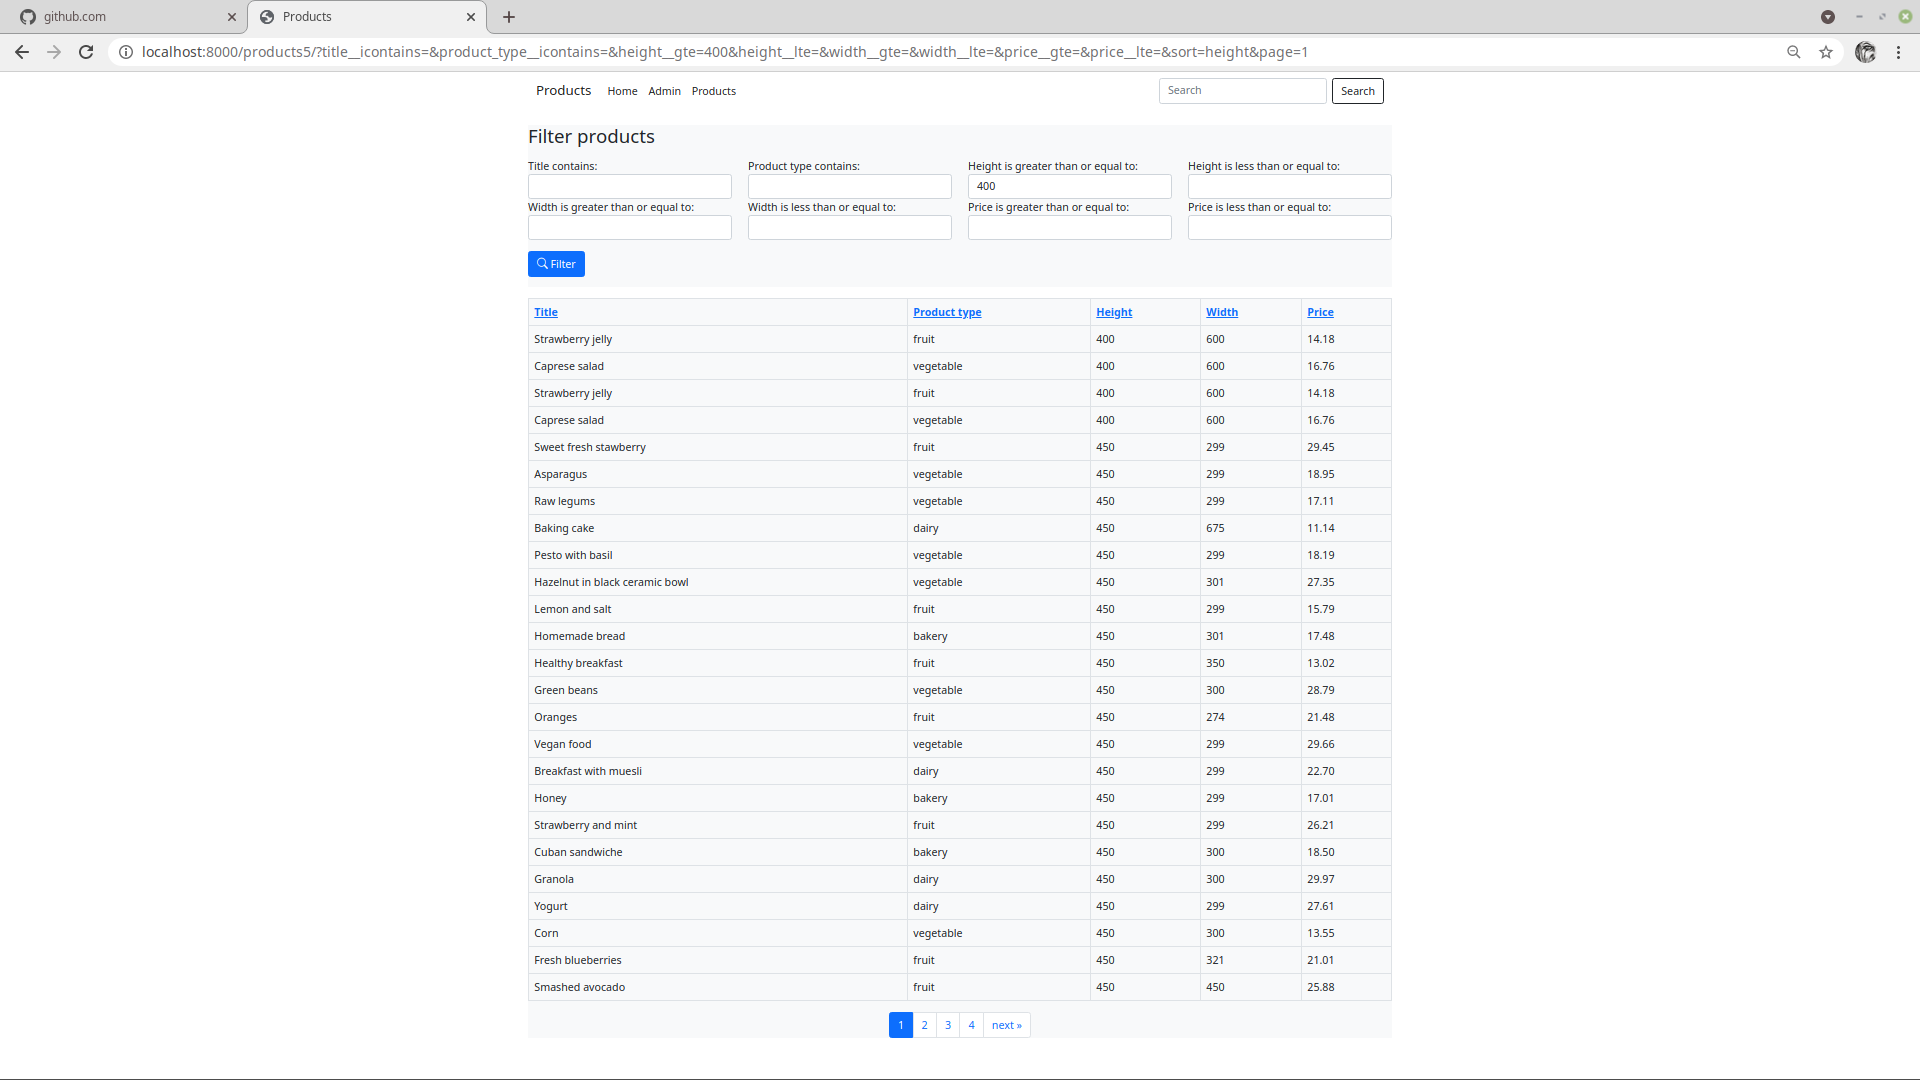 github.com
Products
localhost:8000/products5/?title__icontains=&product_type__icontains=&height__gte=400&height__lte=&width__gte=&width__lte=&price__gte=&price__lte=&sort=height&page=1
Products Home Admin Products Search Search
Filter products
Title contains: Product type contains: Height is greater than or equal to: Height is less than or equal to:
400
Width is greater than or equal to: Width is less than or equal to: Price is greater than or equal to: Price is less than or equal to:
Filter
Title Product type Height Width Price
Strawberry jelly fruit 400 600 14.18
Caprese salad vegetable 400 600 16.76
Strawberry jelly fruit 400 600 14.18
Caprese salad vegetable 400 600 16.76
Sweet fresh stawberry fruit 450 299 29.45
Asparagus vegetable 450 299 18.95
Raw legums vegetable 450 299 17.11
Baking cake dairy 450 675 11.14
Pesto with basil vegetable 450 299 18.19
Hazelnut in black ceramic bowl vegetable 450 301 27.35
Lemon and salt fruit 450 299 15.79
Homemade bread bakery 450 301 17.48
Healthy breakfast fruit 450 350 13.02
Green beans vegetable 450 300 28.79
Oranges fruit 450 274 21.48
Vegan food vegetable 450 299 29.66
Breakfast with muesli dairy 450 299 22.70
Honey bakery 450 299 17.01
Strawberry and mint fruit 450 299 26.21
Cuban sandwiche bakery 450 300 18.50
Granola dairy 450 300 29.97
Yogurt dairy 450 299 27.61
Corn vegetable 450 300 13.55
Fresh blueberries fruit 450 321 21.01
Smashed avocado fruit 450 450 25.88
1 2 3 4 next »